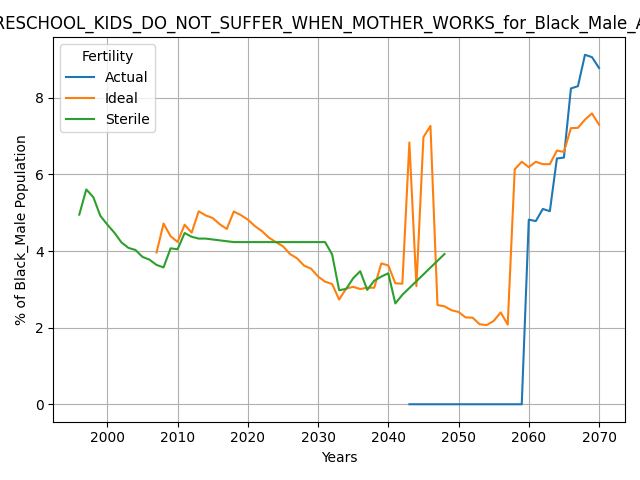 RESCHOOL_KIDS_DO_NOT_SUFFER_WHEN_MOTHER_WORKS_for_Black_Male_A
Fertility
Actual
Ideal
Sterile
% of Black_Male Population
8
6
4
2
0
2000 2010 2020 2030 2040 2050 2060 2070
Years